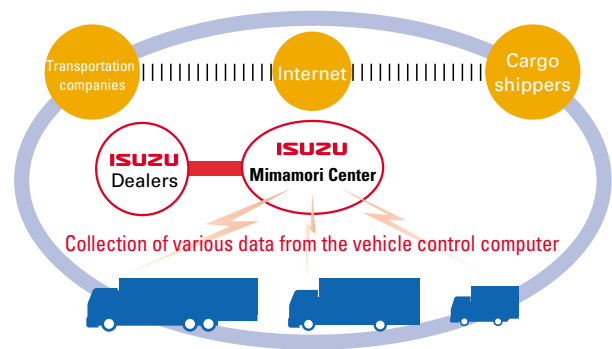 Transportation
companies
Internet
Cargo
shippers
ISUZU
Dealers
ISUZU
Mimamori Center
Collection of various data from the vehicle control computer